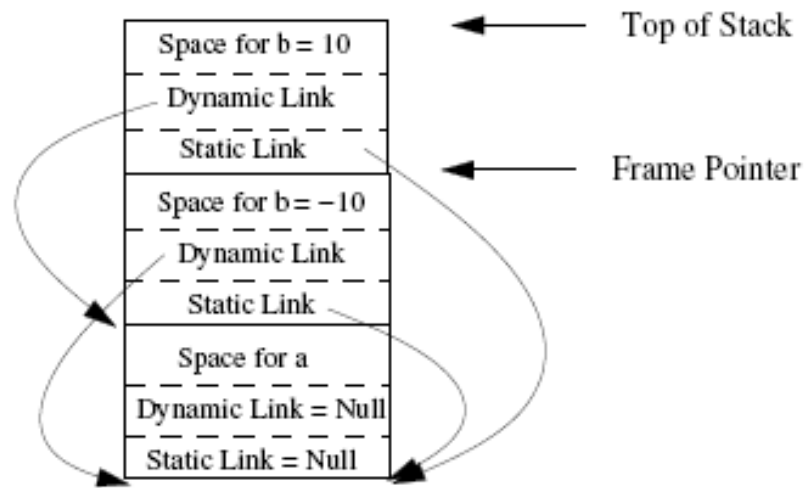 Space for b = 10
Top of Stack
Dynamic Link
Static Link
Frame Pointer
Space for b = −10
Dynamic Link
Static Link
Space for a
Dynamic Link = Null
Static Link = Null